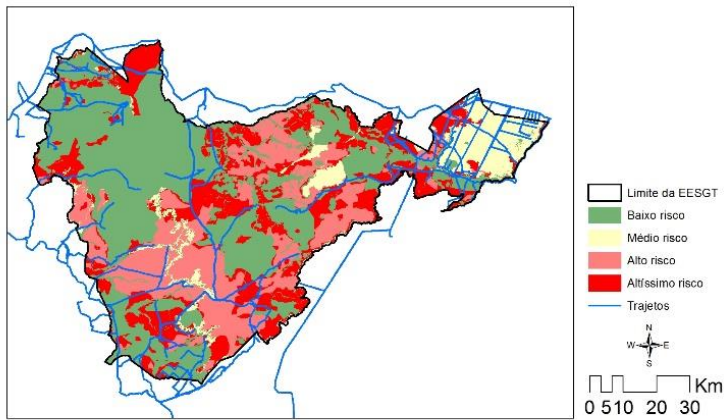 Limite da EESGT
Baixo risco
Médio risco
Alto risco
Altíssimo risco
Trajetos
N
W E
S
Km
0 5 10 20 30